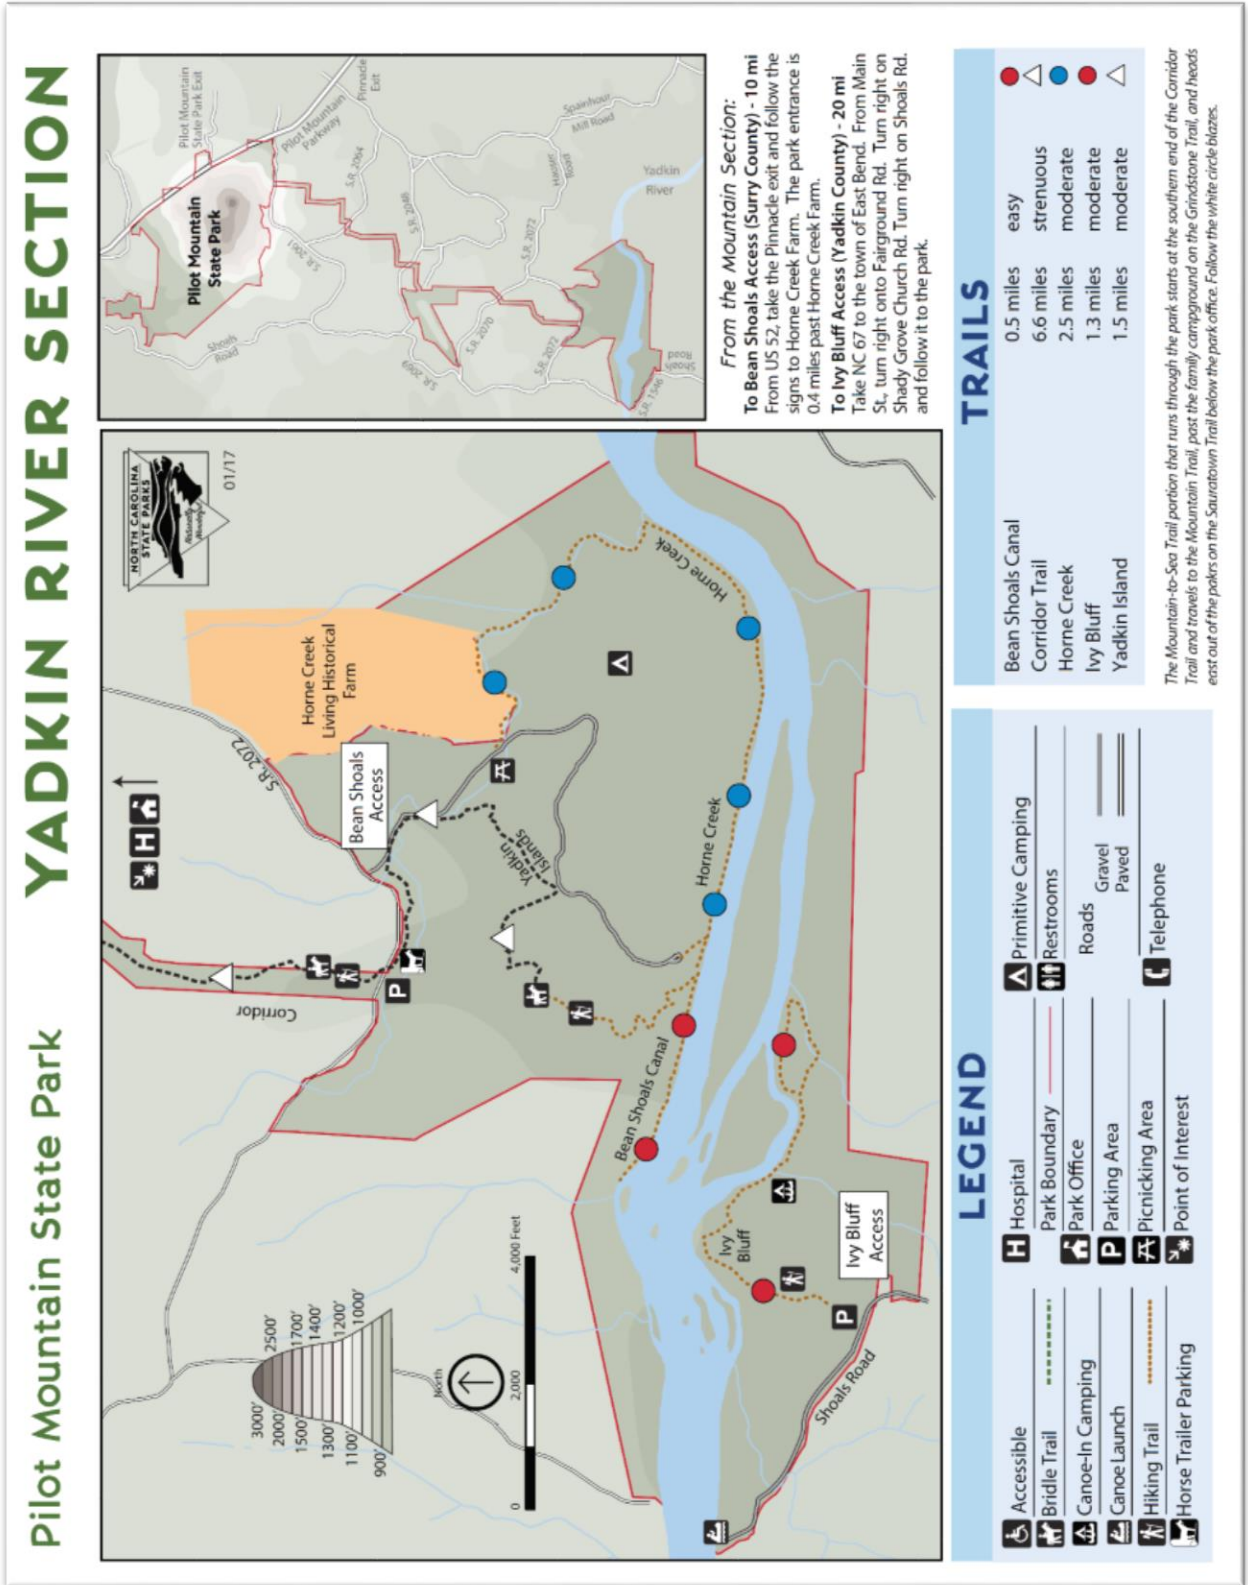 Pilot Mountain State Park
YADKIN RIVER SECTION
NORTH CAROLINA
STATE PARKS
Naturally
Wonderful
01/17
H
S.R. 2072
Horne Creek
Living Historical
Farm
Bean Shoals
Access
Corridor
P
Yadkin
Islands
Horne Creek
Horne Creek
Bean Shoals Canal
Ivy
Bluff
Ivy Bluff
Access
P
Shoals Road
3000'
2500'
2000'
1700'
1500'
1400'
1300'
1200'
1100'
1000'
900'
North
0
2,000
4,000 Feet
Pilot Mountain
State Park Exit
Pilot Mountain
State Park
Pilot Mountain
Parkway
Pinnacle
Exit
Shoals
Road
S.R. 2061
S.R. 2064
S.R. 2048
S.R. 2069
S.R. 2070
S.R. 2072
S.R. 2072
Hauser
Road
Spainhour
Mill Road
Yadkin
River
S.R. 1546
Shoals
Road
From the Mountain Section:
To Bean Shoals Access (Surry County) - 10 mi
From US 52, take the Pinnacle exit and follow the
signs to Horne Creek Farm. The park entrance is
0.4 miles past Horne Creek Farm.
To Ivy Bluff Access (Yadkin County) - 20 mi
Take NC 67 to the town of East Bend. From Main
St., turn right onto Fairground Rd. Turn right on
Shady Grove Church Rd. Turn right on Shoals Rd.
and follow it to the park.
LEGEND
Accessible
Bridle Trail
Canoe-In Camping
Canoe Launch
Hiking Trail
Horse Trailer Parking
H Hospital
Park Boundary
Park Office
P Parking Area
Picnicking Area
Point of Interest
Primitive Camping
Restrooms
Roads
Gravel
Paved
Telephone
TRAILS
Bean Shoals Canal 0.5 miles easy
Corridor Trail 6.6 miles strenuous
Horne Creek 2.5 miles moderate
Ivy Bluff 1.3 miles moderate
Yadkin Island 1.5 miles moderate
The Mountain-to-Sea Trail portion that runs through the park starts at the southern end of the Corridor
Trail and travels to the Mountain Trail, past the family campground on the Grindstone Trail, and heads
east out of the pakrs on the Sauratown Trail below the park office. Follow the white circle blazes.